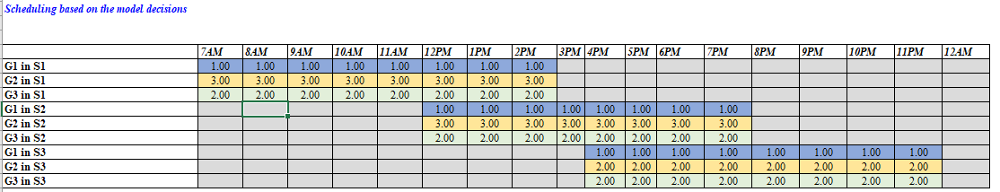 Scheduling based on the model decisions
7AM 8AM 9AM 10AM 11AM 12PM 1PM 2PM 3PM 4PM 5PM 6PM 7PM 8PM 9PM 10PM 11PM 12AM
G1 in S1 1.00 1.00 1.00 1.00 1.00 1.00 1.00 1.00
G2 in S1 3.00 3.00 3.00 3.00 3.00 3.00 3.00 3.00
G3 in S1 2.00 2.00 2.00 2.00 2.00 2.00 2.00 2.00
G1 in S2 1.00 1.00 1.00 1.00 1.00 1.00 1.00 1.00
G2 in S2 3.00 3.00 3.00 3.00 3.00 3.00 3.00 3.00
G3 in S2 2.00 2.00 2.00 2.00 2.00 2.00 2.00 2.00
G1 in S3 1.00 1.00 1.00 1.00 1.00 1.00 1.00 1.00
G2 in S3 2.00 2.00 2.00 2.00 2.00 2.00 2.00 2.00
G3 in S3 2.00 2.00 2.00 2.00 2.00 2.00 2.00 2.00